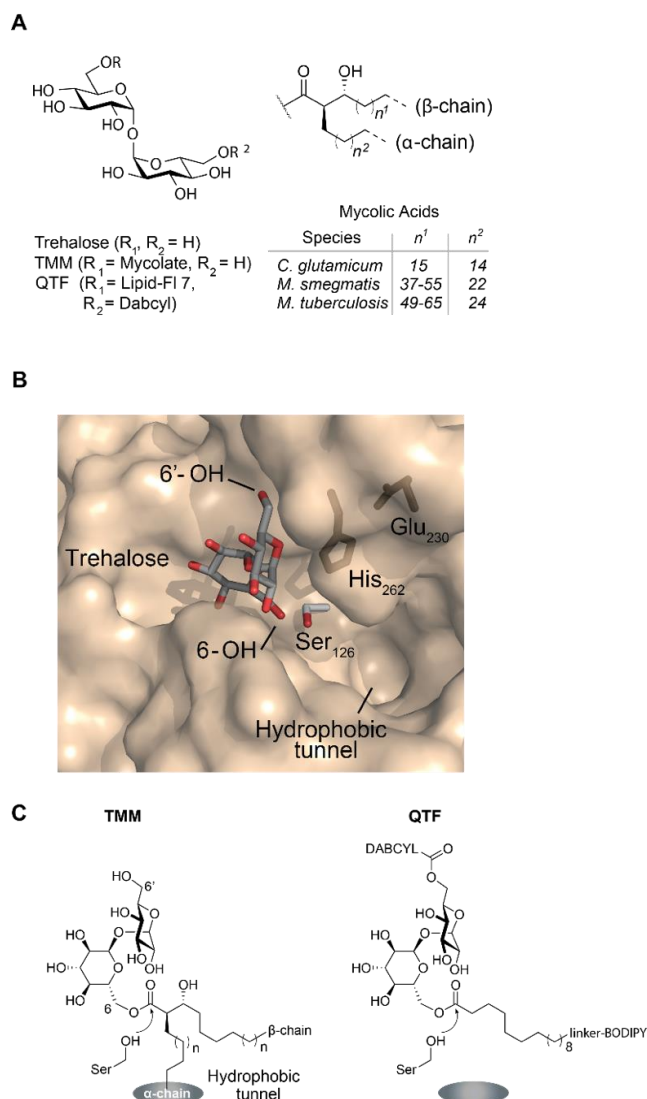 A
OR
HO
O
HO
HO
HO
O
O
OR 2
HO
HO
OH
OH
O OH
n1
(β-chain)
n2
(α-chain)
Trehalose (R1, R2 = H)
TMM (R1 = Mycolate, R2 = H)
QTF (R1 = Lipid-Fl 7,
R2 = Dabcyl)
Mycolic Acids
Species n1 n2
C. glutamicum 15 14
M. smegmatis 37-55 22
M. tuberculosis 49-65 24
B
6'-OH
Glu230
Trehalose
His262
6-OH
Ser126
Hydrophobic
tunnel
C
TMM
HO
6'
HO
O
HO
HO
OH
HO
O
HO
HO
O
OH
6
O
β-chain
n
n
OH
Ser
α-chain
Hydrophobic
tunnel
QTF
DABCYL
O
O
HO
O
HO
HO
OH
HO
O
HO
HO
O
O
8
linker-BODIPY
OH
Ser